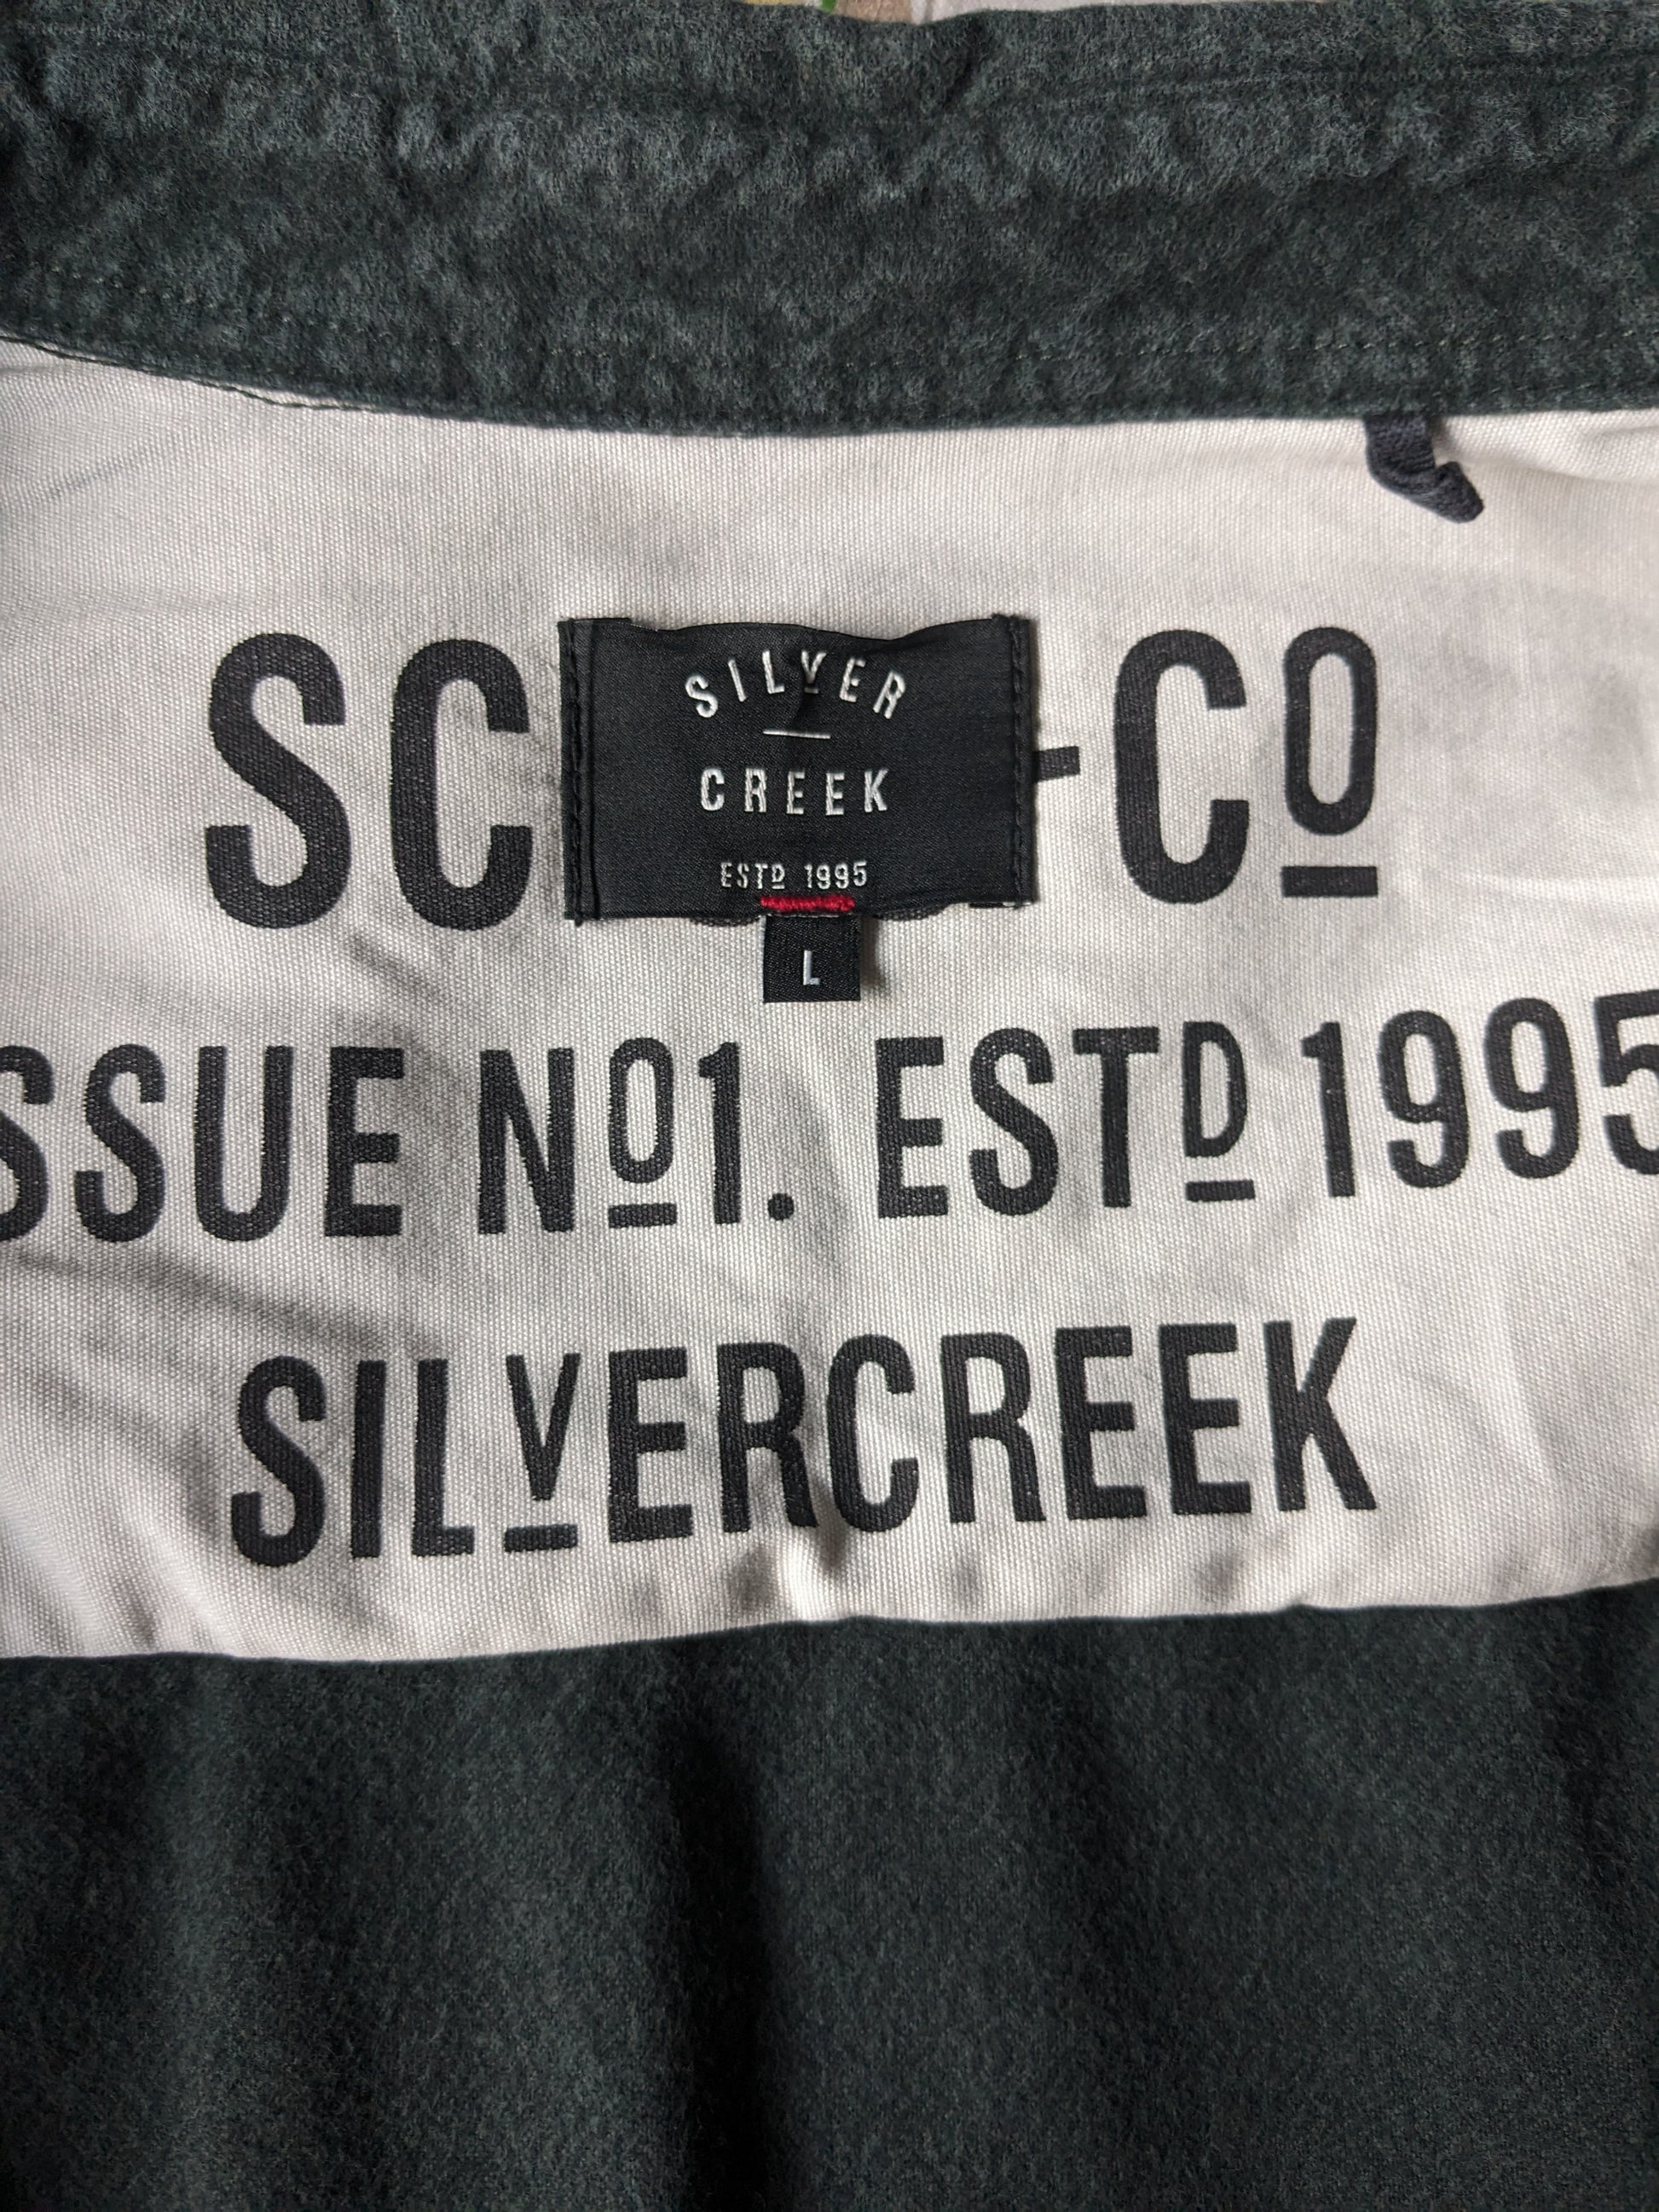 SC
SILVER
CREEK
ESTD 1995
L
-Co
SSUE No1. ESTD 1995
SILVERCREEK